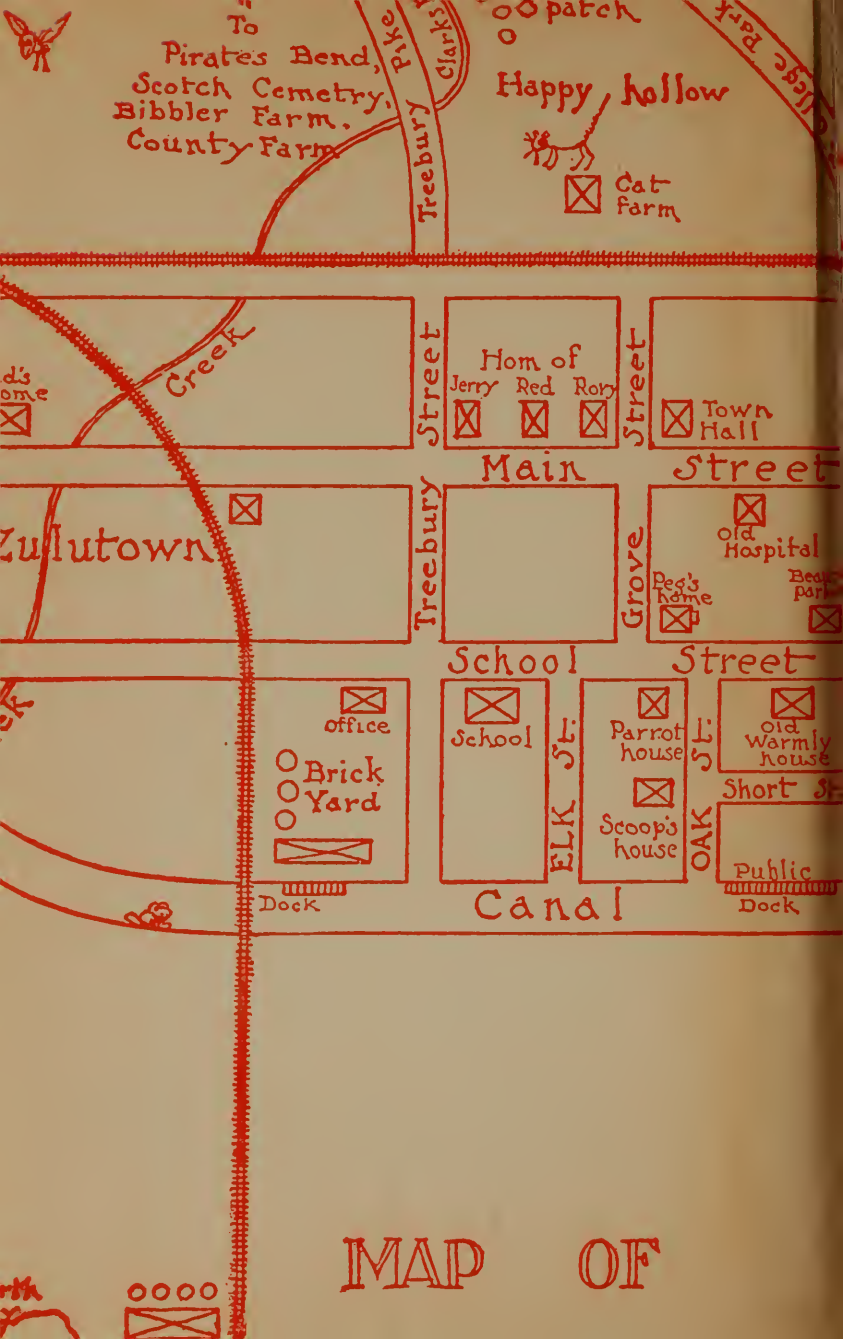 patch
To
Pirate's Bend,
Scotch Cemetry,
Bibbler Farm.
County Farm
Treebury Pike
Happy hollow
Cat
farm
Creek
Street
Hom of
Jerry Red Rory
Street
Town
Hall
Main Street
Zulutown
Treebury
Grove
Old
Hospital
Peg's
home
School Street
office
School
Brick
Yard
ELK St.
Parrot
house
Scoop's
house
OAK St.
Old
Warmly
house
Short
Public
Dock
Dock
Canal
MAP OF